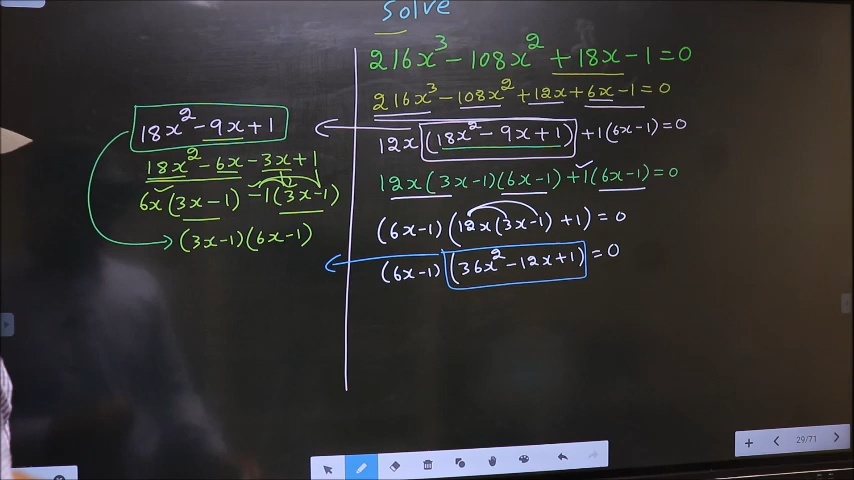 Solve
216x³ - 108x² + 18x - 1 = 0
216x³ - 108x² + 12x + 6x - 1 = 0
12x (18x² - 9x + 1) + 1(6x - 1) = 0
12x (3x - 1)(6x - 1) + 1(6x - 1) = 0
(6x - 1) (12x(3x - 1) + 1) = 0
(6x - 1) (36x² - 12x + 1) = 0
18x² - 9x + 1
18x² - 6x - 3x + 1
6x (3x - 1) - 1(3x - 1)
(3x - 1)(6x - 1)
29/71